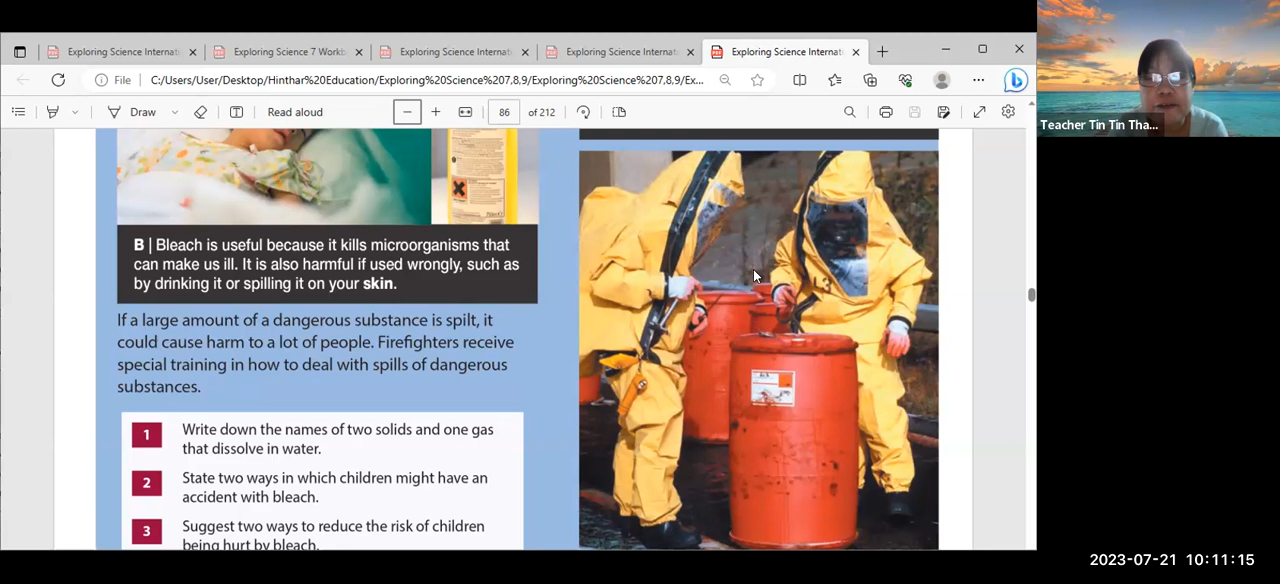 Exploring Science Internati
Exploring Science 7 Workb
Exploring Science Internati
Exploring Science Internati
Exploring Science Internati
File
C:/Users/User/Desktop/Hinthar%20Education/Exploring%20Science%207,8,9/Exploring%20Science%207,8,9/Ex...
Draw
Read aloud
86
of 212
Teacher Tin Tin Tha...
B | Bleach is useful because it kills microorganisms that
can make us ill. It is also harmful if used wrongly, such as
by drinking it or spilling it on your skin.
If a large amount of a dangerous substance is spilt, it
could cause harm to a lot of people. Firefighters receive
special training in how to deal with spills of dangerous
substances.
1 Write down the names of two solids and one gas
that dissolve in water.
2 State two ways in which children might have an
accident with bleach.
3 Suggest two ways to reduce the risk of children
being hurt by bleach.
2023-07-21 10:11:15